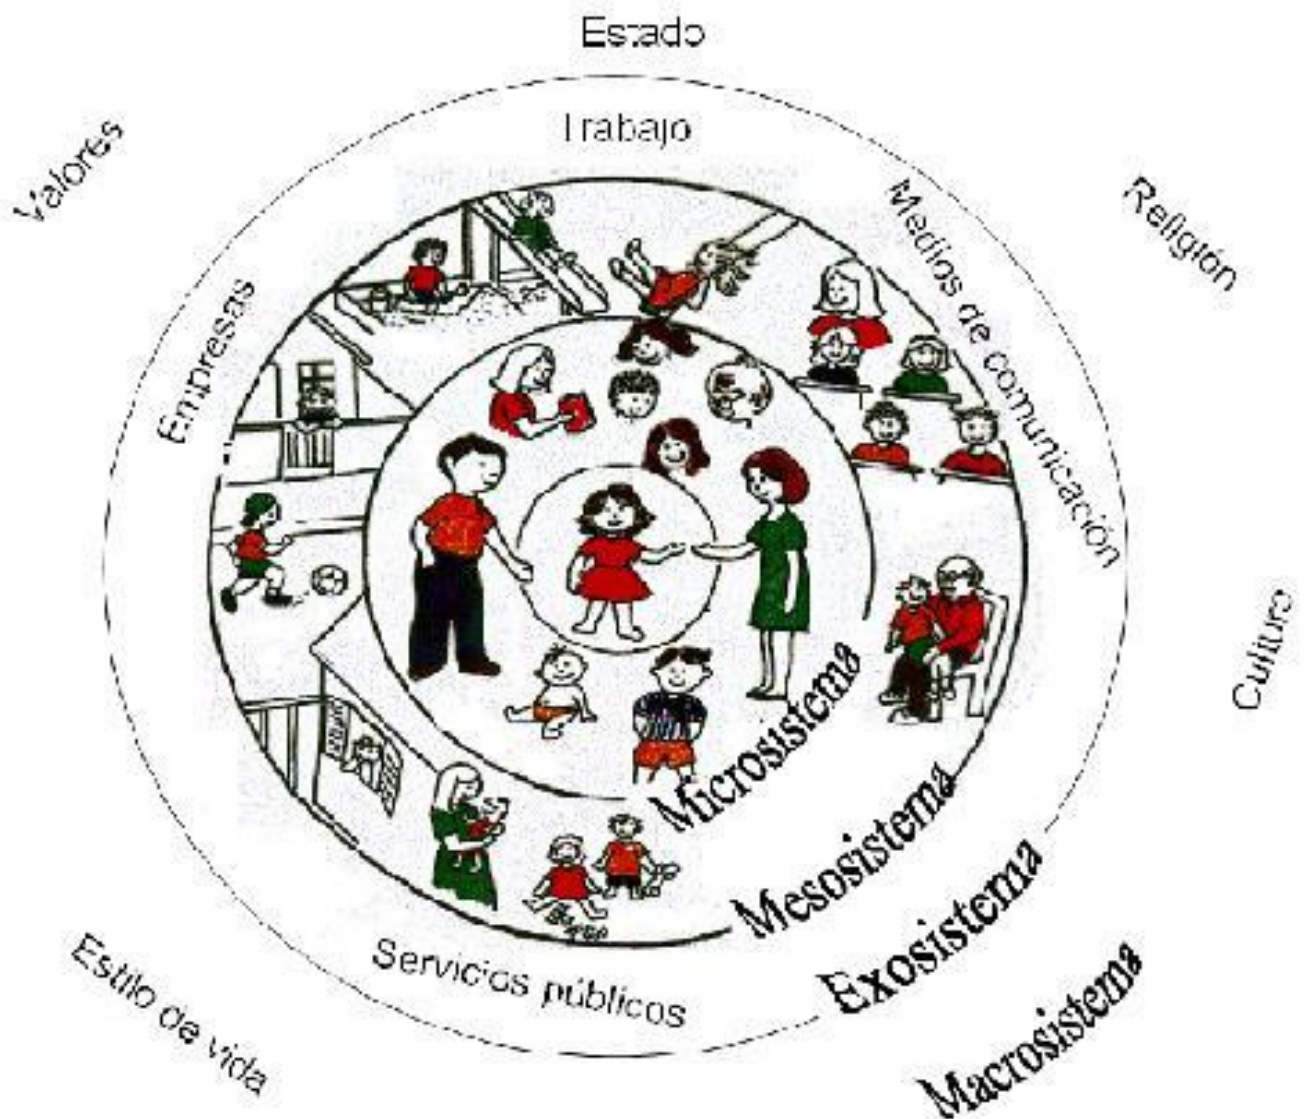 Estado
Valores
Trabajo
Religión
Medios de comunicación
Empresas
Cultura
Microsistema
Mesosistema
Exosistema
Macrosistema
Servicios públicos
Estilo de vida